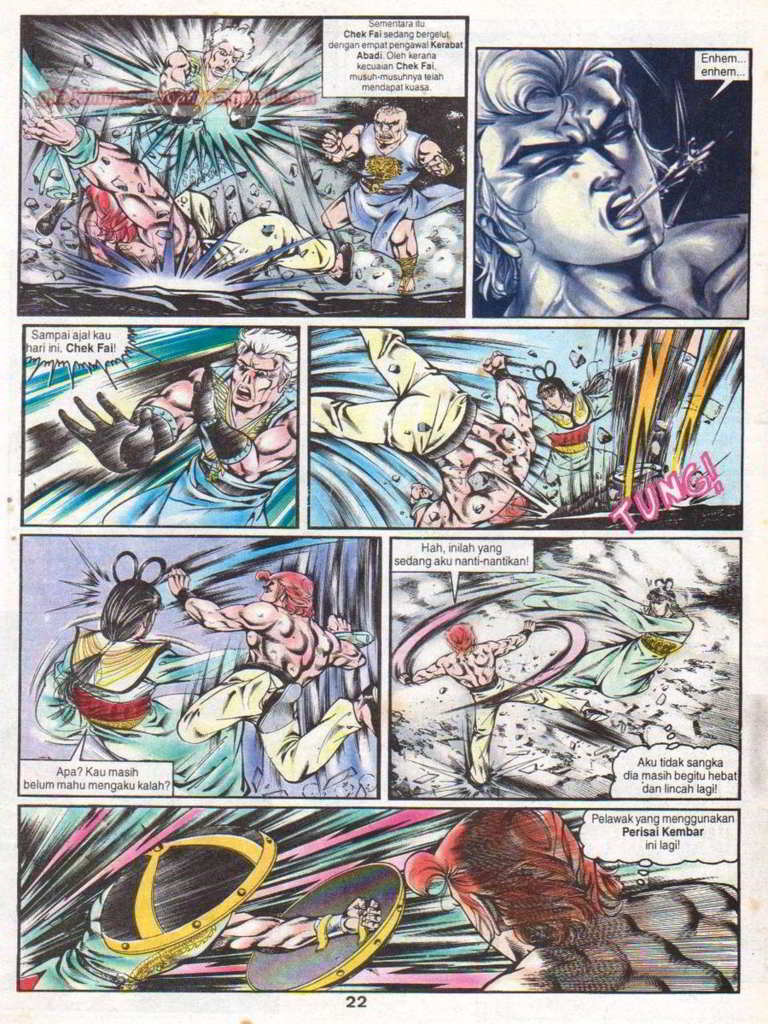 Sementara itu
Chek Fai sedang bergelut
dengan empat pengawal Kerabat
Abadi. Oleh kerana
kecuaian Chek Fai,
musuh-musuhnya telah
mendapat kuasa.
Enhem...
enhem...
Sampai ajal kau
hari ini, Chek Fai!
TUNG!
Apa? Kau masih
belum mahu mengaku kalah?
Hah, inilah yang
sedang aku nanti-nantikan!
Aku tidak sangka
dia masih begitu hebat
dan lincah lagi!
Pelawak yang menggunakan
Perisai Kembar
ini lagi!
22